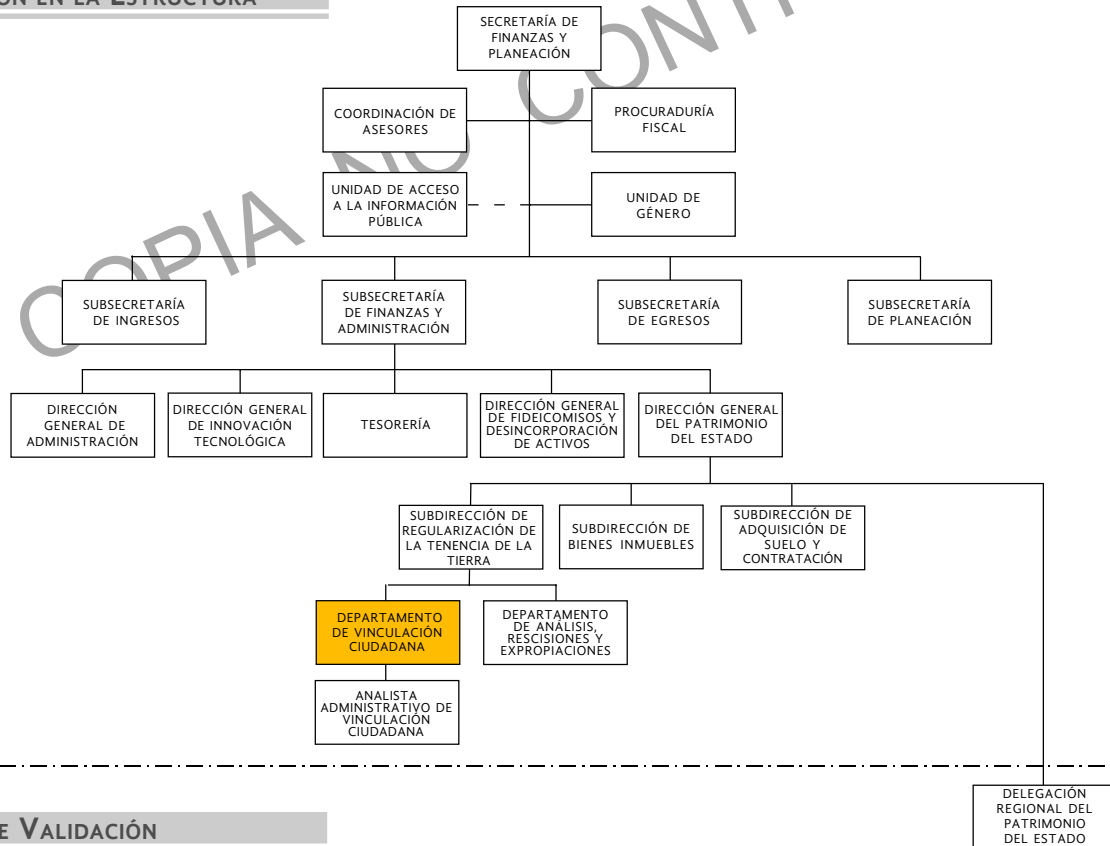 EN LA ESTRUCTURA
COPIA NO CONT
SECRETARÍA DE
FINANZAS Y
PLANEACIÓN
COORDINACIÓN DE
ASESORES
PROCURADURÍA
FISCAL
UNIDAD DE ACCESO
A LA INFORMACIÓN
PÚBLICA
UNIDAD DE
GÉNERO
SUBSECRETARÍA
DE INGRESOS
SUBSECRETARÍA
DE FINANZAS Y
ADMINISTRACIÓN
SUBSECRETARÍA
DE EGRESOS
SUBSECRETARÍA
DE PLANEACIÓN
DIRECCIÓN
GENERAL DE
ADMINISTRACIÓN
DIRECCIÓN GENERAL
DE INNOVACIÓN
TECNOLÓGICA
TESORERÍA
DIRECCIÓN GENERAL
DE FIDEICOMISOS Y
DESINCORPORACIÓN
DE ACTIVOS
DIRECCIÓN GENERAL
DEL PATRIMONIO
DEL ESTADO
SUBDIRECCIÓN DE
REGULARIZACIÓN DE
LA TENENCIA DE LA
TIERRA
SUBDIRECCIÓN DE
BIENES INMUEBLES
SUBDIRECCIÓN DE
ADQUISICIÓN DE
SUELO Y
CONTRATACIÓN
DEPARTAMENTO
DE VINCULACIÓN
CIUDADANA
DEPARTAMENTO
DE ANÁLISIS,
RESCISIONES Y
EXPROPIACIONES
ANALISTA
ADMINISTRATIVO DE
VINCULACIÓN
CIUDADANA
DELEGACIÓN
REGIONAL DEL
PATRIMONIO
DEL ESTADO
VALIDACIÓN